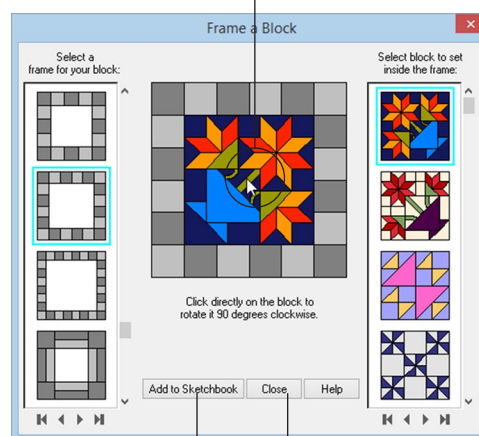 Frame a Block
Select a
frame for your block:
Select block to set
inside the frame:
Click directly on the block to
rotate it 90 degrees clockwise.
Add to Sketchbook
Close
Help